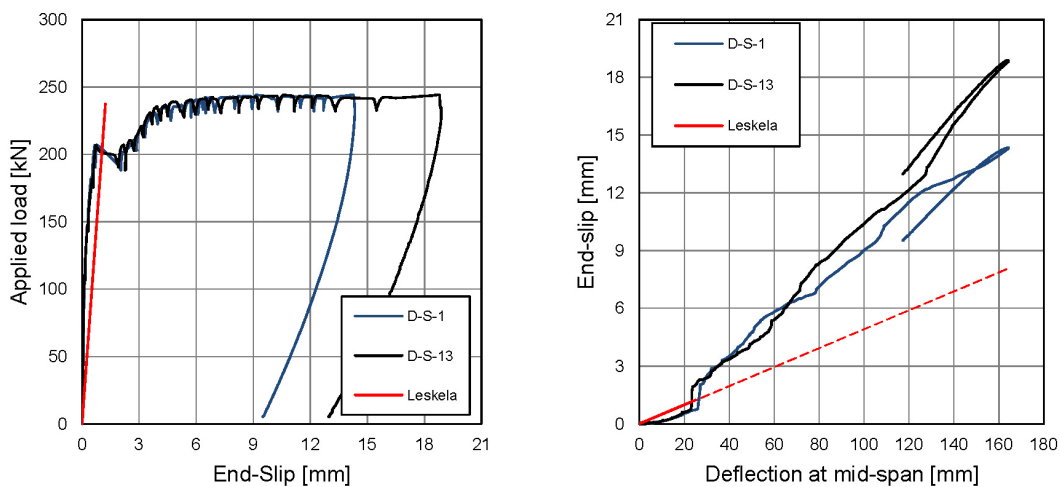 300
250
200
150
100
50
0
Applied load [kN]
0 3 6 9 12 15 18 21
End-Slip [mm]
D-S-1
D-S-13
Leskela
21
18
15
12
9
6
3
0
End-slip [mm]
0 20 40 60 80 100 120 140 160 180
Deflection at mid-span [mm]
D-S-1
D-S-13
Leskela